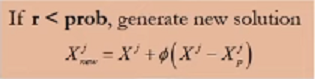 If r < prob, generate new solution
X^j_new = X^j + ϕ(X^j − X^j_p)